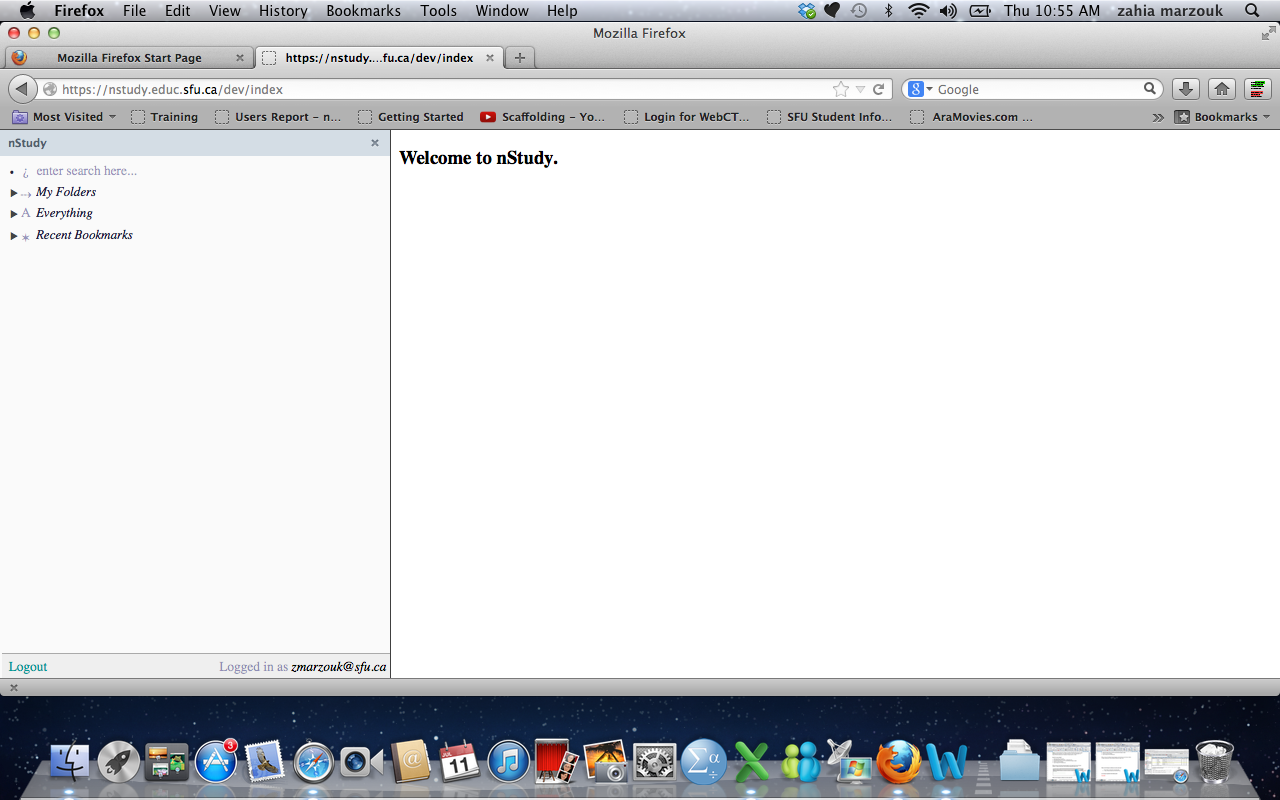 Firefox File Edit View History Bookmarks Tools Window Help Thu 10:55 AM zahia marzouk
Mozilla Firefox
Mozilla Firefox Start Page https://nstudy....fu.ca/dev/index
https://nstudy.educ.sfu.ca/dev/index Google
Most Visited Training Users Report – n... Getting Started Scaffolding – Yo... Login for WebCT... SFU Student Info... AraMovies.com ... Bookmarks
nStudy
Welcome to nStudy.
¿ enter search here...
My Folders
A Everything
Recent Bookmarks
Logout Logged in as zmarzouk@sfu.ca
3
JUL
11